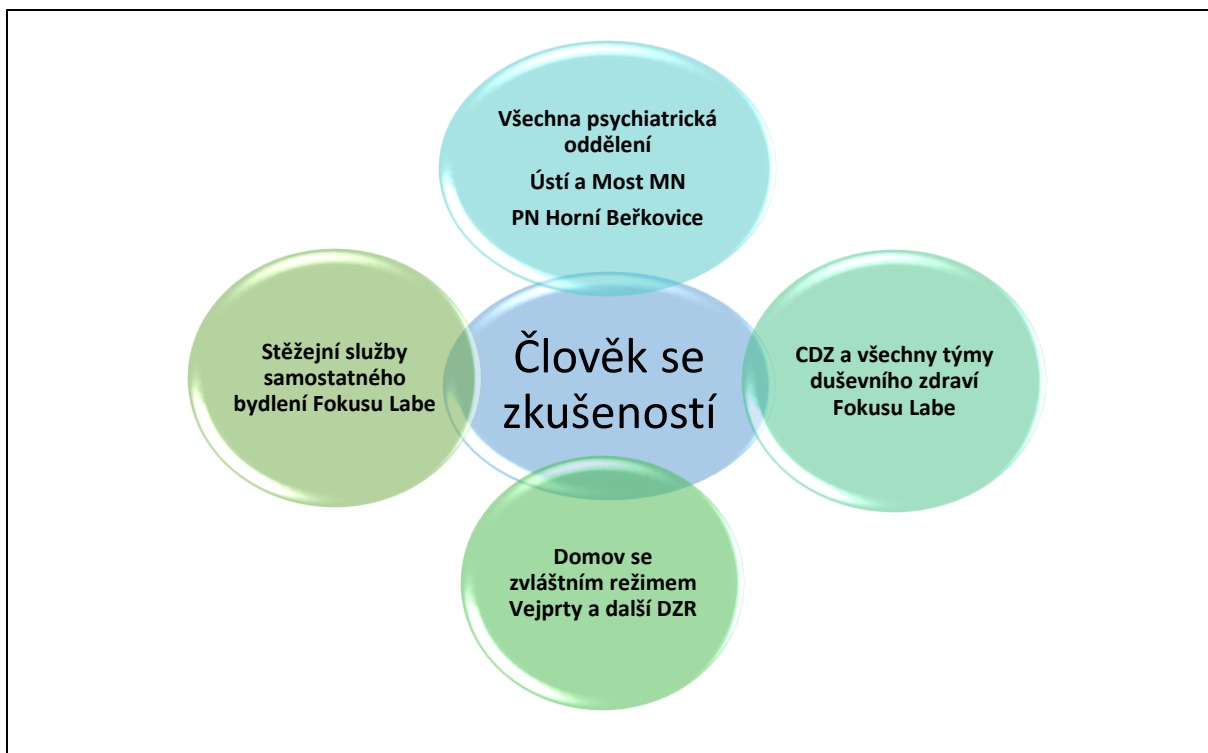 Všechna psychiatrická
oddělení
Ústí a Most MN
PN Horní Beřkovice
Stěžejní služby
samostatného
bydlení Fokusu Labe
Člověk se
zkušeností
CDZ a všechny týmy
duševního zdraví
Fokusu Labe
Domov se
zvláštním režimem
Vejprty a další DZR